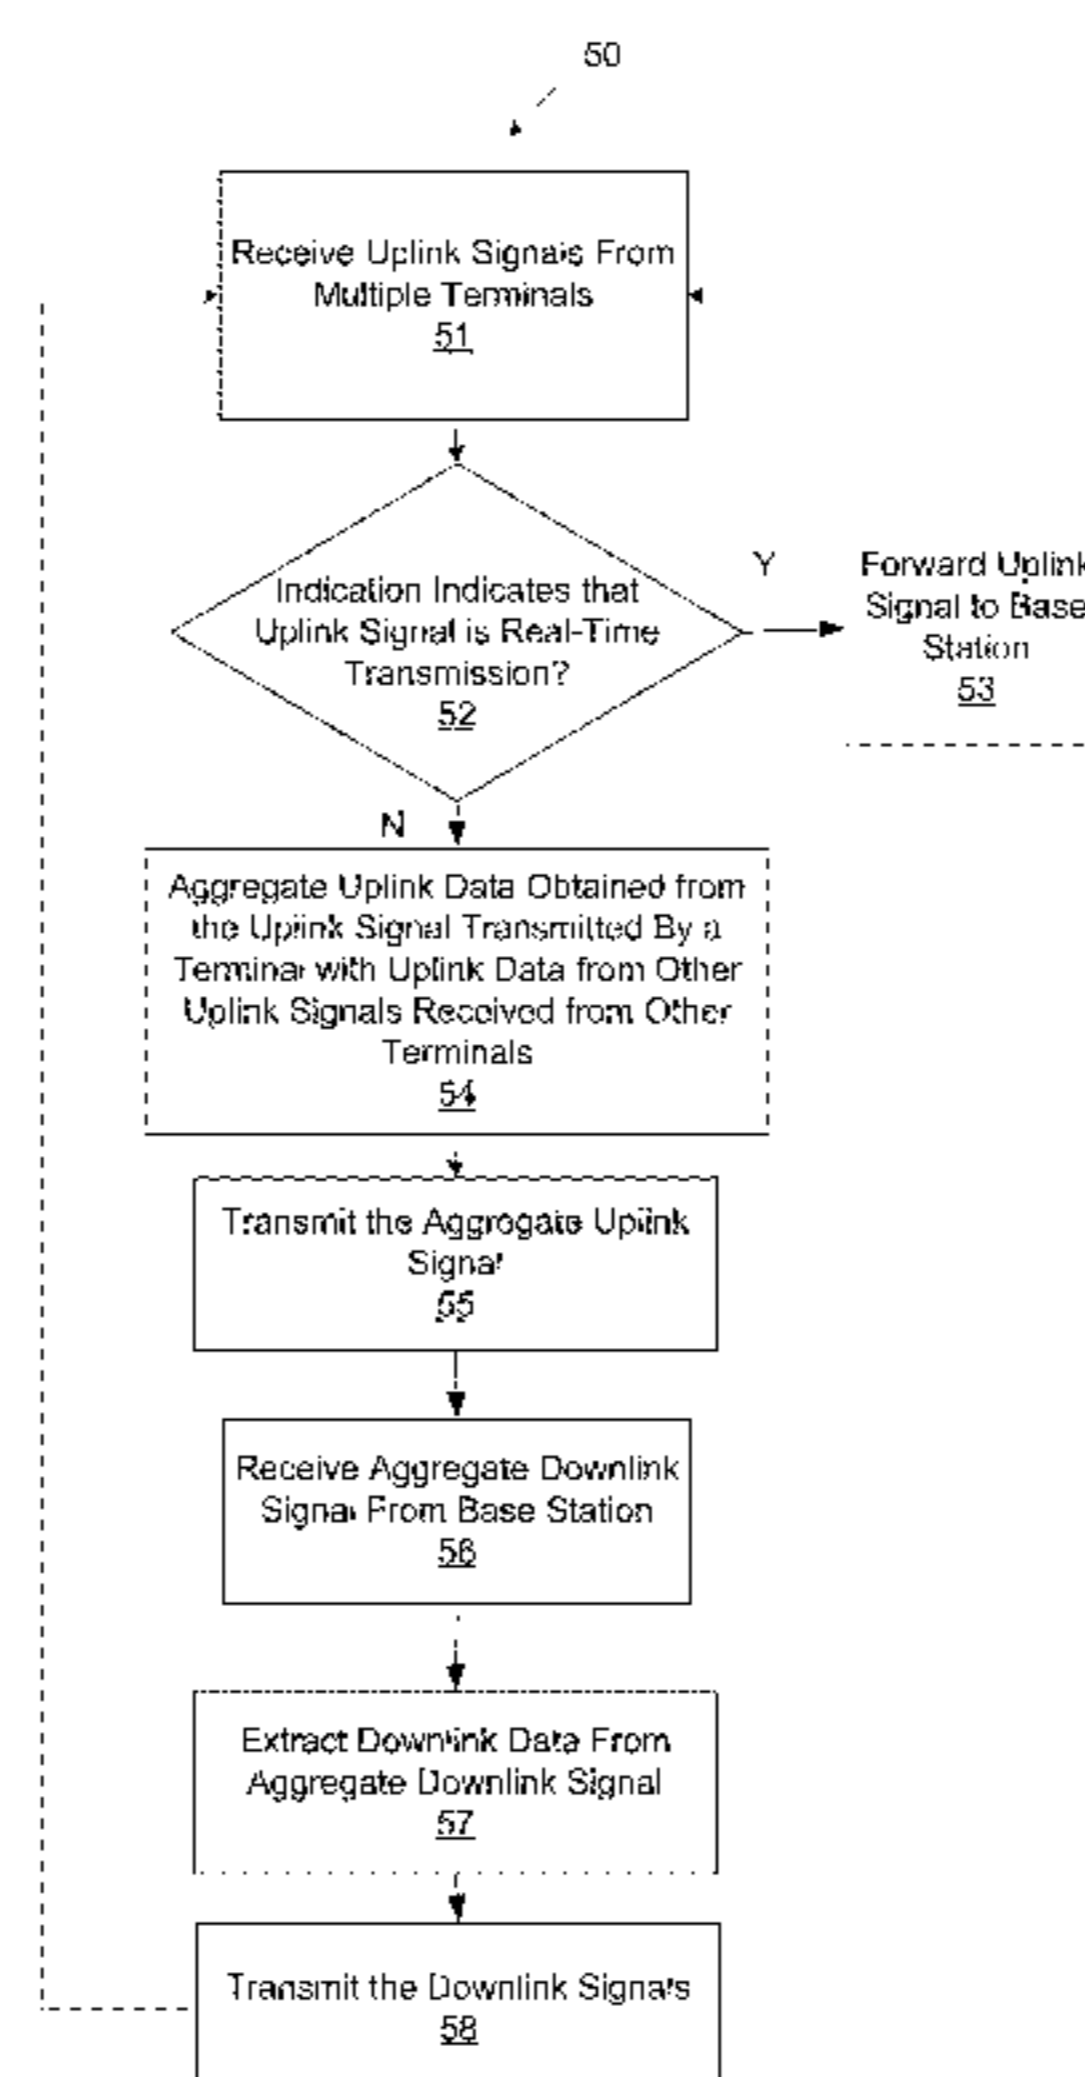 50
Receive Uplink Signals From
Multiple Terminals
51
Indication Indicates that
Uplink Signal is Real-Time
Transmission?
52
Y
Forward Uplink
Signal to Base
Station
53
N
Aggregate Uplink Data Obtained from
the Uplink Signal Transmitted By a
Terminal with Uplink Data from Other
Uplink Signals Received from Other
Terminals
54
Transmit the Aggregate Uplink
Signal
55
Receive Aggregate Downlink
Signal From Base Station
56
Extract Downlink Data From
Aggregate Downlink Signal
57
Transmit the Downlink Signals
58